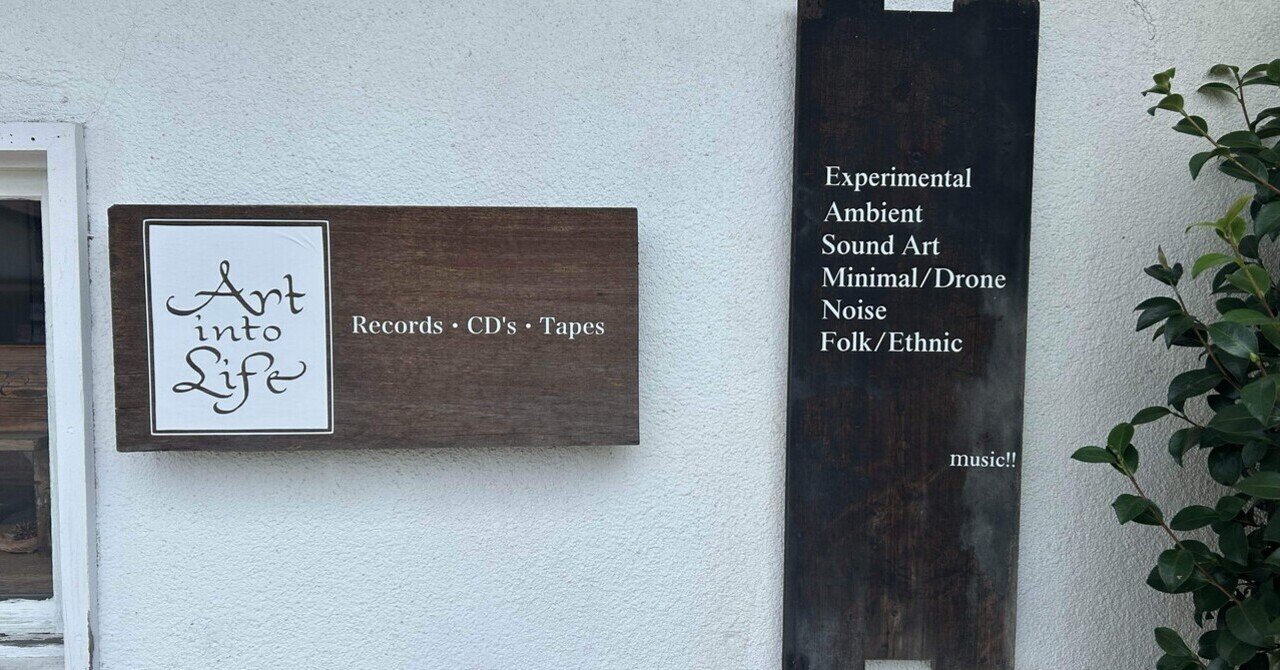 Art
into
Life
Records・CD's・Tapes
Experimental
Ambient
Sound Art
Minimal/Drone
Noise
Folk/Ethnic
music!!